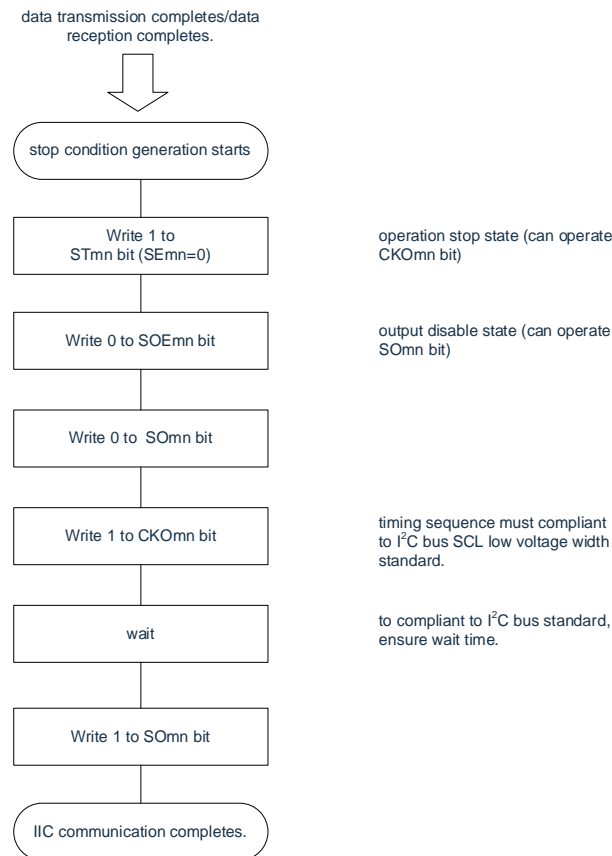 data transmission completes/data
reception completes.
stop condition generation starts
Write 1 to
STmn bit (SEmn=0)
operation stop state (can operate
CKOmn bit)
Write 0 to SOEmn bit
output disable state (can operate
SOmn bit)
Write 0 to  SOmn bit
Write 1 to CKOmn bit
timing sequence must compliant
to I²C bus SCL low voltage width
standard.
wait
to compliant to I²C bus standard,
ensure wait time.
Write 1 to SOmn bit
IIC communication completes.